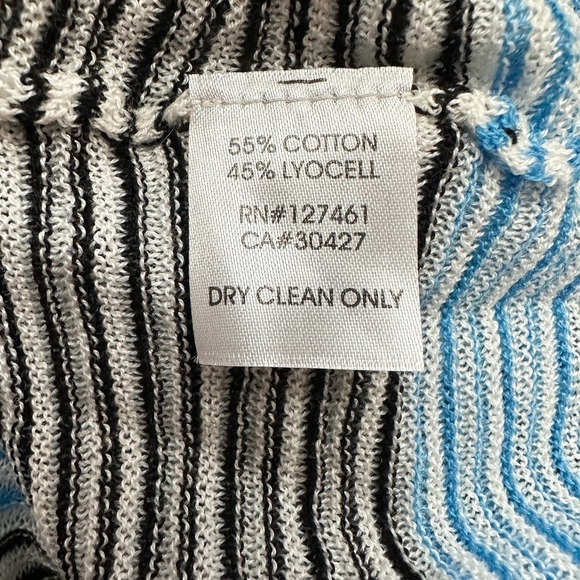 55% COTTON
45% LYOCELL
RN#127461
CA#30427
DRY CLEAN ONLY